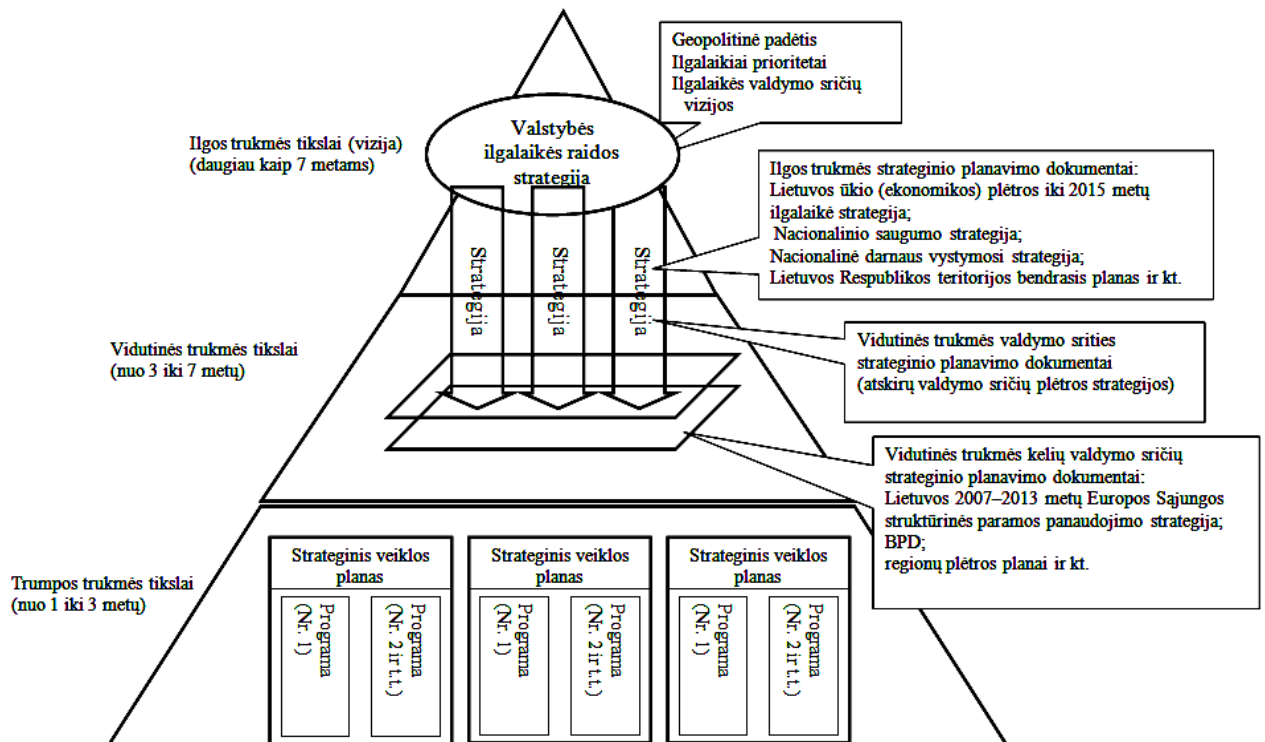 Geopolitinė padėtis
Ilgalaikiai prioritetai
Ilgalaikės valdymo sričių
vizijos
Ilgos trukmės tikslai (vizija)
(daugiau kaip 7 metams)
Valstybės
ilgalaikės raidos
strategija
Ilgos trukmės strateginio planavimo dokumentai:
Lietuvos ūkio (ekonomikos) plėtros iki 2015 metų
ilgalaikė strategija;
Nacionalinio saugumo strategija;
Nacionalinė darnaus vystymosi strategija;
Lietuvos Respublikos teritorijos bendrasis planas ir kt.
Strategija
Strategija
Strategija
Vidutinės trukmės tikslai
(nuo 3 iki 7 metų)
Vidutinės trukmės valdymo srities
strateginio planavimo dokumentai
(atskirų valdymo sričių plėtros strategijos)
Vidutinės trukmės kelių valdymo sričių
strateginio planavimo dokumentai:
Lietuvos 2007–2013 metų Europos Sąjungos
struktūrinės paramos panaudojimo strategija;
BPD;
regionų plėtros planai ir kt.
Trumpos trukmės tikslai
(nuo 1 iki 3 metų)
Strateginis veiklos
planas
Programa
(Nr. 1)
Programa
(Nr. 2 ir t.t.)
Strateginis veiklos
planas
Programa
(Nr. 1)
Programa
(Nr. 2 ir t.t.)
Strateginis veiklos
planas
Programa
(Nr. 1)
Programa
(Nr. 2 ir t.t.)